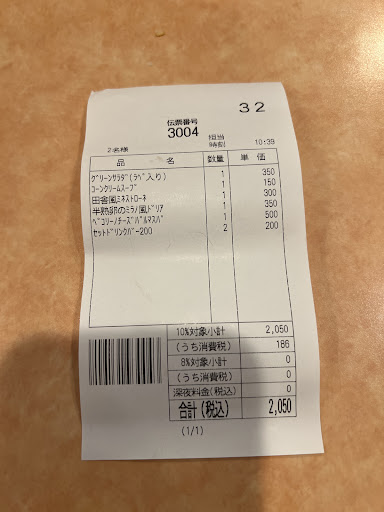 32
伝票番号
3004
2名様
担当
時刻 10:39
品 名 数量 単価
ｸﾞﾘｰﾝｻﾗﾀﾞ(ﾗﾍﾞ入り) 1 350
ｺｰﾝｸﾘｰﾑｽｰﾌﾟ 1 150
田舎風ﾐﾈｽﾄﾛｰﾈ 1 300
半熟卵のﾐﾗﾉ風ﾄﾞﾘｱ 1 350
ﾍﾟｺﾘｰﾉﾁｰｽﾞﾊﾟﾙﾏｽﾊﾟ 1 500
ｾｯﾄﾄﾞﾘﾝｸﾊﾞｰ200 2 200
10%対象小計 2,050
(うち消費税) 186
8%対象小計 0
(うち消費税) 0
深夜料金(税込) 0
合計(税込) 2,050
(1/1)